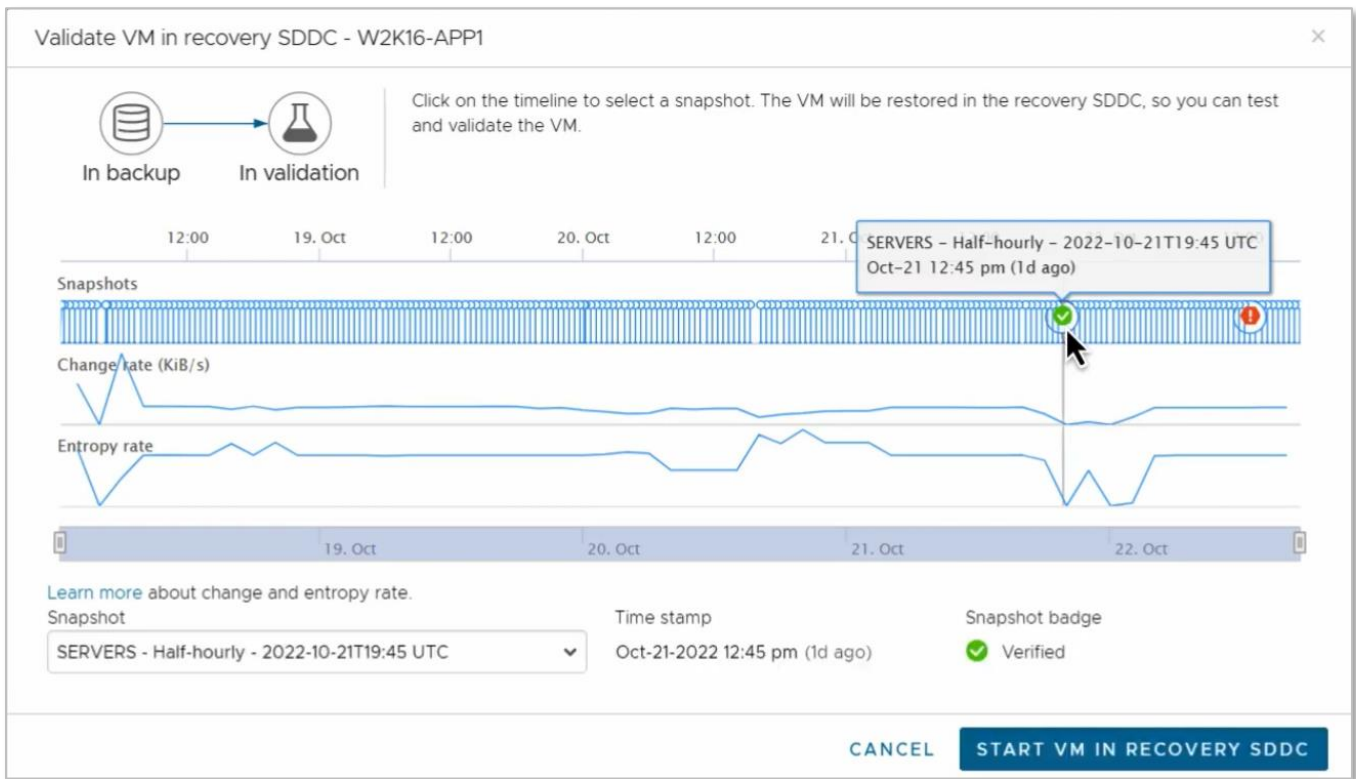 Validate VM in recovery SDDC - W2K16-APP1
Click on the timeline to select a snapshot. The VM will be restored in the recovery SDDC, so you can test
and validate the VM.
In backup
In validation
12:00 19. Oct 12:00 20. Oct 12:00 21.
SERVERS - Half-hourly - 2022-10-21T19:45 UTC
Oct-21 12:45 pm (1d ago)
Snapshots
Change rate (KiB/s)
Entropy rate
19. Oct 20. Oct 21. Oct 22. Oct
Learn more about change and entropy rate.
Snapshot
SERVERS - Half-hourly - 2022-10-21T19:45 UTC
Time stamp
Oct-21-2022 12:45 pm (1d ago)
Snapshot badge
Verified
CANCEL
START VM IN RECOVERY SDDC